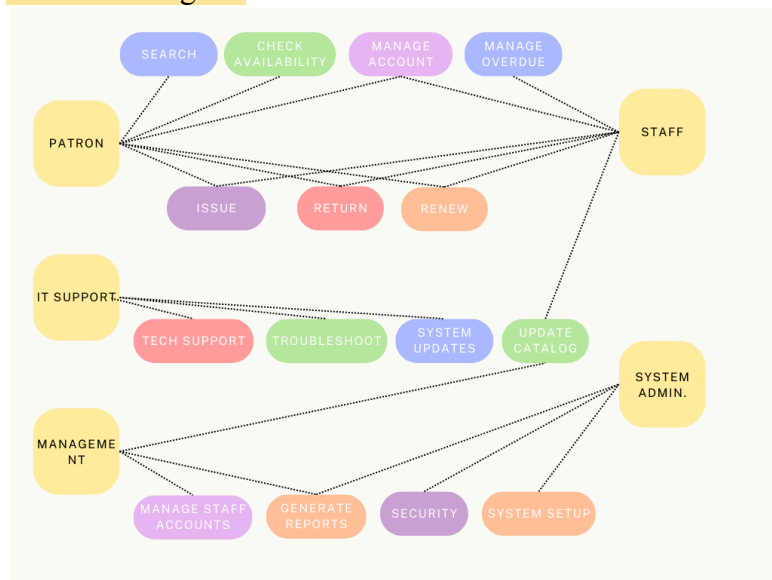 SEARCH
CHECK
AVAILABILITY
MANAGE
ACCOUNT
MANAGE
OVERDUE
PATRON
STAFF
ISSUE
RETURN
RENEW
IT SUPPORT
TECH SUPPORT
TROUBLESHOOT
SYSTEM
UPDATES
UPDATE
CATALOG
SYSTEM
ADMIN.
MANAGEME
NT
MANAGE STAFF
ACCOUNTS
GENERATE
REPORTS
SECURITY
SYSTEM SETUP